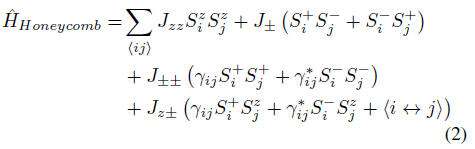 Ĥ_{Honeycomb} = \sum_{⟨ij⟩} J_{zz} S_i^z S_j^z + J_± (S_i^+ S_j^- + S_i^- S_j^+)
+ J_{±±} (γ_{ij} S_i^+ S_j^+ + γ_{ij}^* S_i^- S_j^-)
+ J_{z±} (γ_{ij} S_i^+ S_j^z + γ_{ij}^* S_i^- S_j^z + ⟨i ↔ j⟩)
(2)